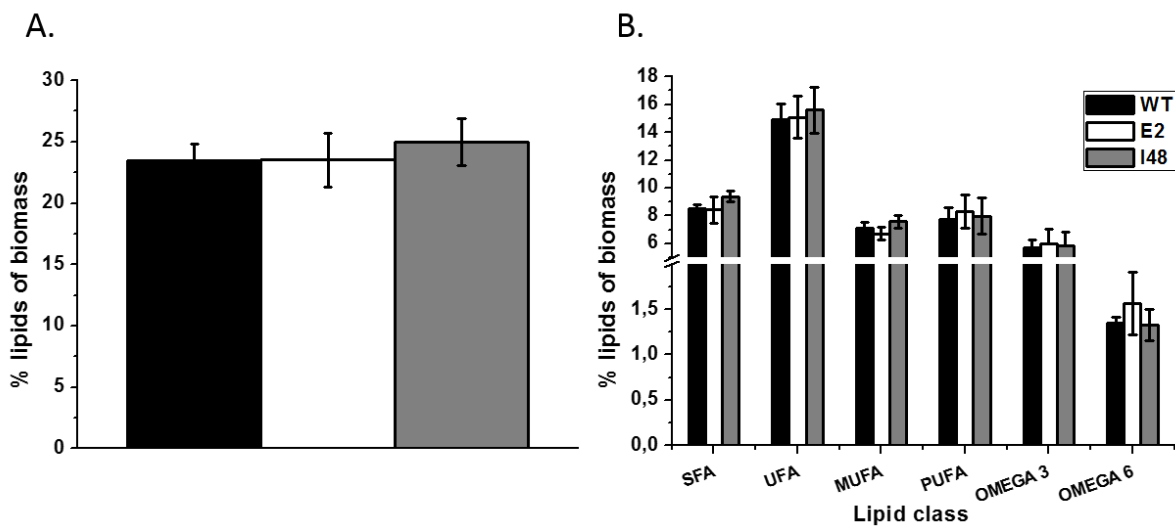 A.
% lipids of biomass
30
25
20
15
10
5
0
B.
% lipids of biomass
18
16
14
12
10
8
6
1,5
1,0
0,5
0,0
WT
E2
I48
SFA
UFA
MUFA
PUFA
OMEGA 3
OMEGA 6
Lipid class